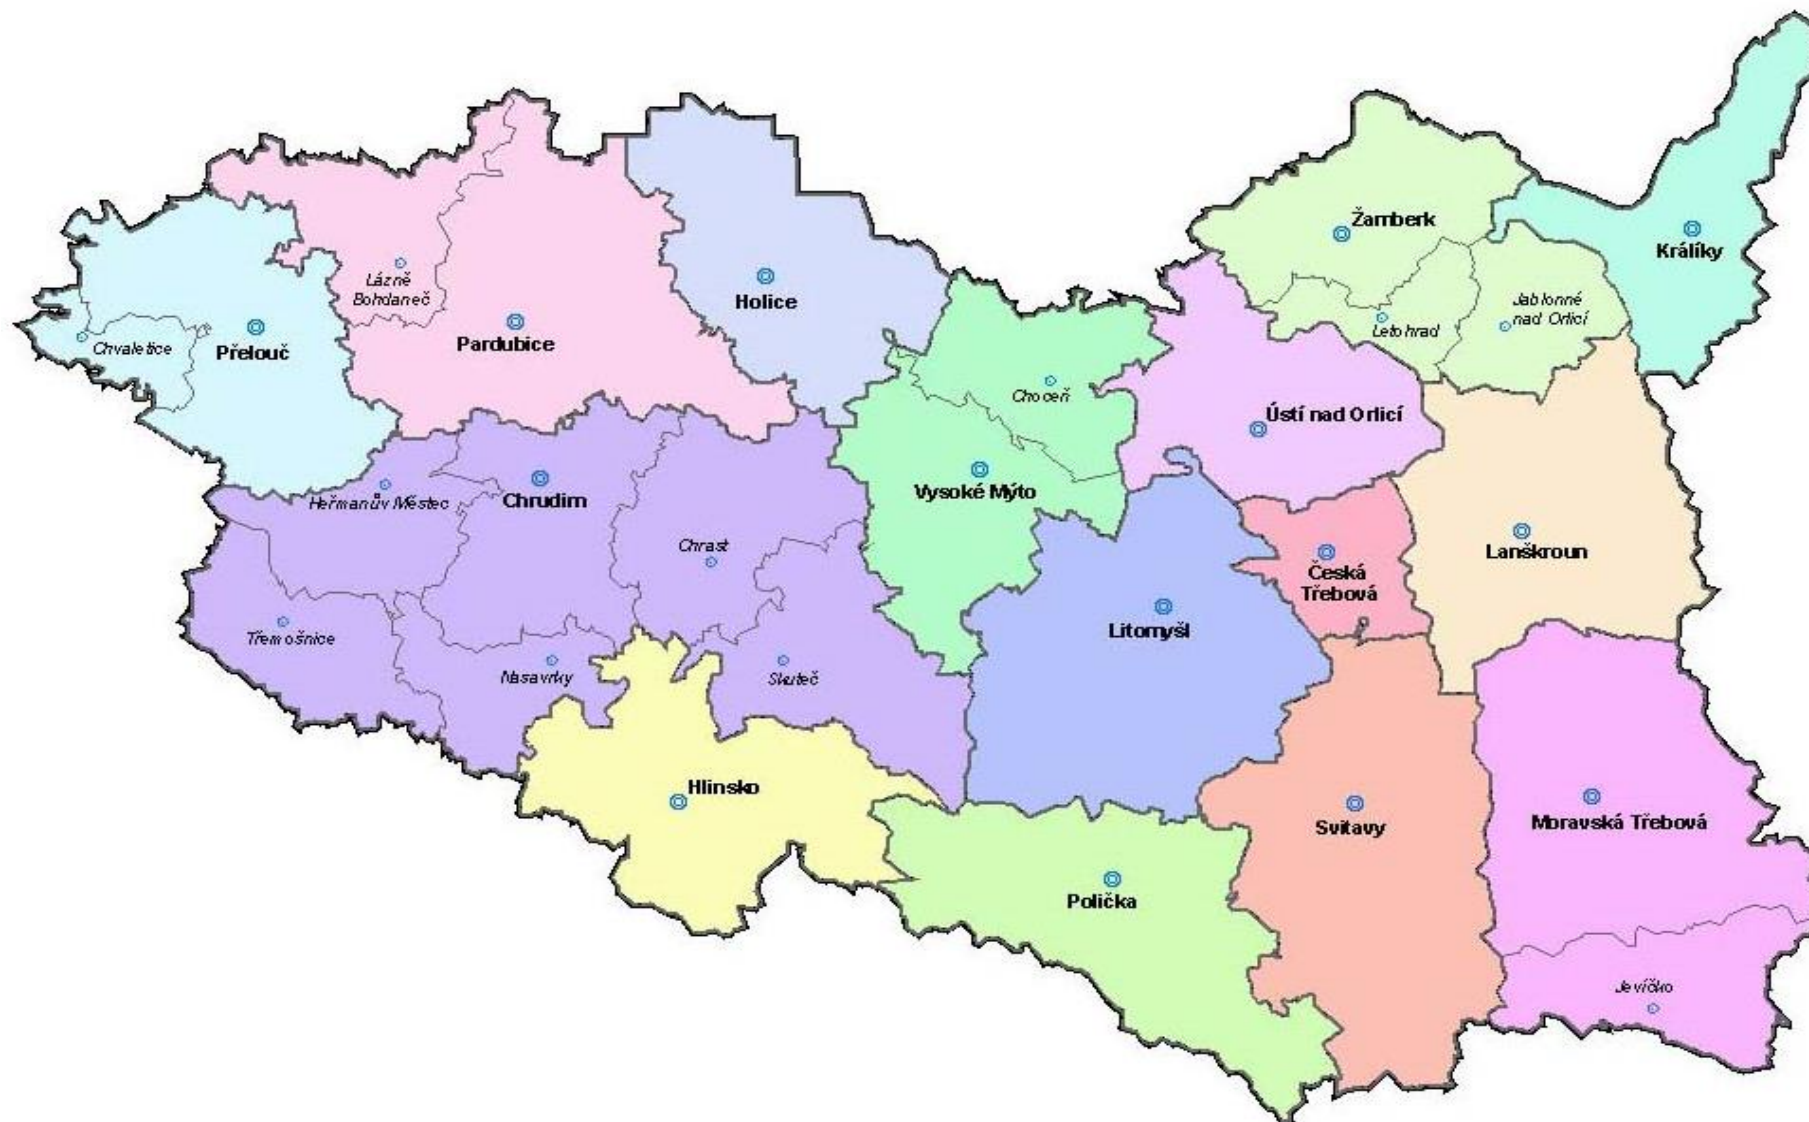 Žamberk
Králíky
Lázně
Bohdaneč
Holice
Jablonné
nad Orlicí
Letohrad
Chvaletice
Přelouč
Pardubice
Choceň
Ústí nad Orlicí
Heřmanův Městec
Chrudim
Vysoké Mýto
Chrast
Lanškroun
Česká
Třebová
Třemošnice
Litomyšl
Nasavrky
Skuteč
Hlinsko
Svitavy
Moravská Třebová
Polička
Jevíčko